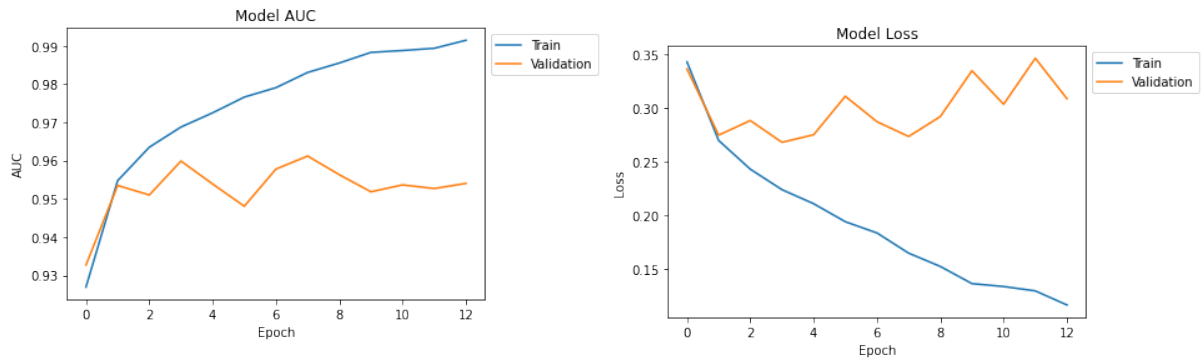 Model AUC
0.99
0.98
0.97
0.96
0.95
0.94
0.93
AUC
0 2 4 6 8 10 12
Epoch
Train
Validation
Model Loss
0.35
0.30
0.25
0.20
0.15
Loss
0 2 4 6 8 10 12
Epoch
Train
Validation